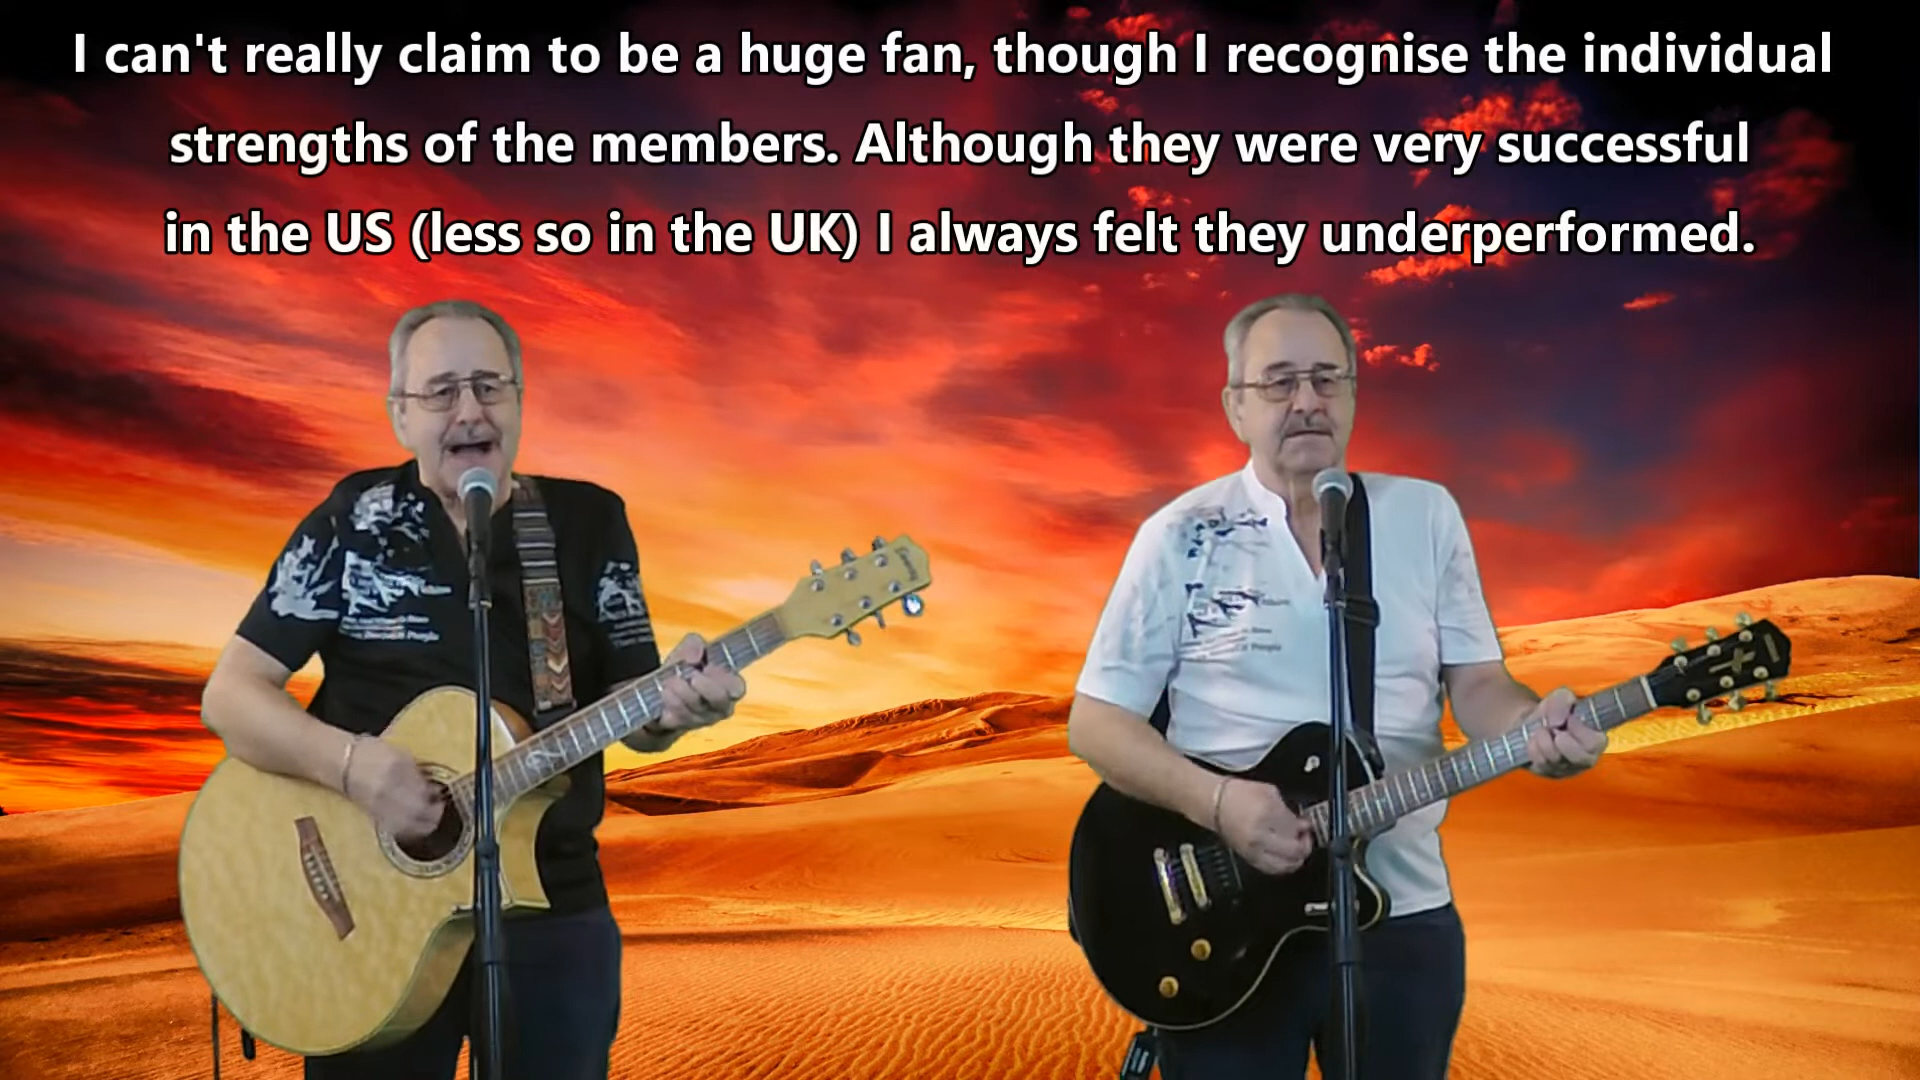 I can't really claim to be a huge fan, though I recognise the individual
strengths of the members. Although they were very successful
in the US (less so in the UK) I always felt they underperformed.